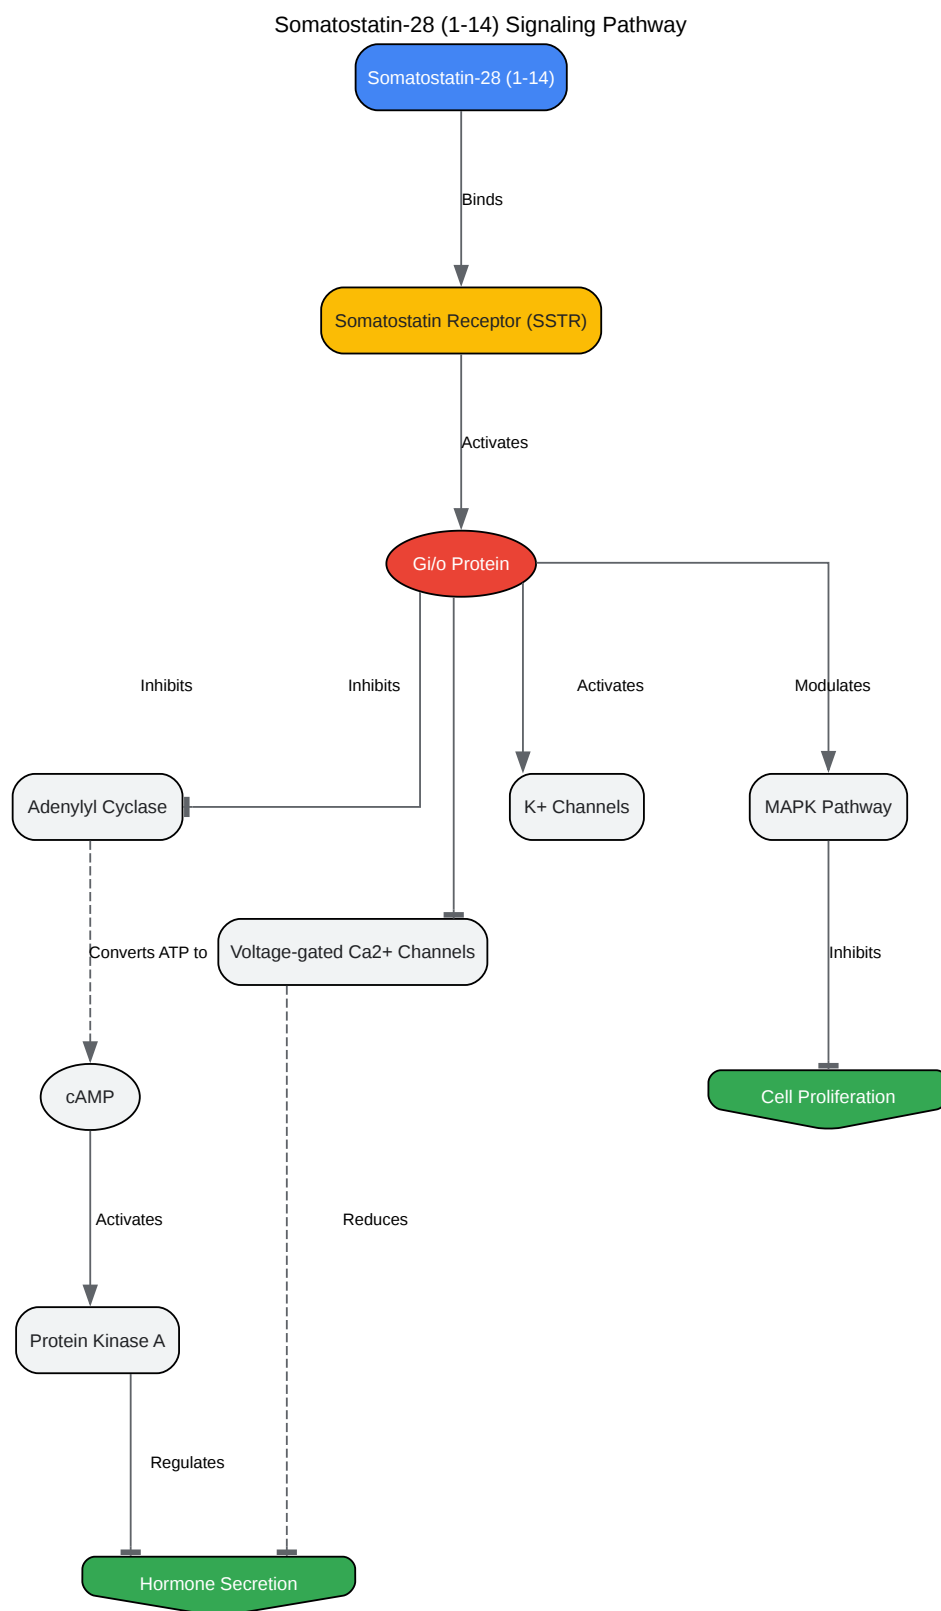 Somatostatin-28 (1-14) Signaling Pathway
Somatostatin-28 (1-14)
Binds
Somatostatin Receptor (SSTR)
Activates
Gi/o Protein
Inhibits
Inhibits
Activates
Modulates
Adenylyl Cyclase
K+ Channels
MAPK Pathway
Converts ATP to
Voltage-gated Ca2+ Channels
Inhibits
cAMP
Cell Proliferation
Activates
Reduces
Protein Kinase A
Regulates
Hormone Secretion